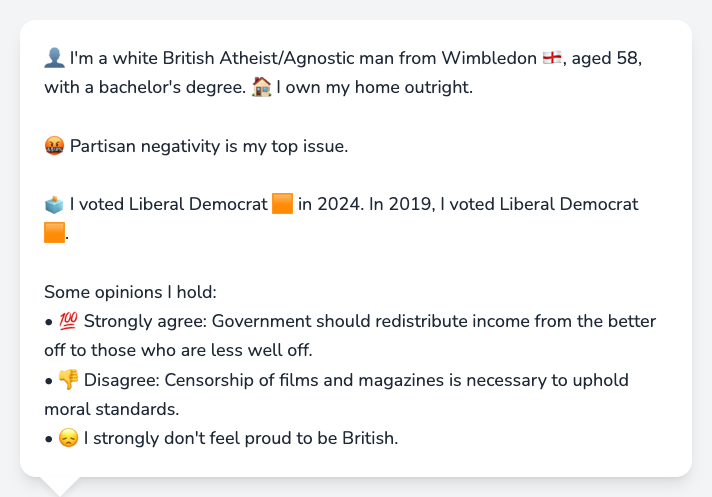 👤 I'm a white British Atheist/Agnostic man from Wimbledon 🏴󠁧󠁢󠁥󠁮󠁧󠁿, aged 58,
with a bachelor's degree. 🏠 I own my home outright.
🤬 Partisan negativity is my top issue.
🗳️ I voted Liberal Democrat 🟧 in 2024. In 2019, I voted Liberal Democrat
🟧.
Some opinions I hold:
• 💯 Strongly agree: Government should redistribute income from the better
off to those who are less well off.
• 👎 Disagree: Censorship of films and magazines is necessary to uphold
moral standards.
• 😞 I strongly don't feel proud to be British.